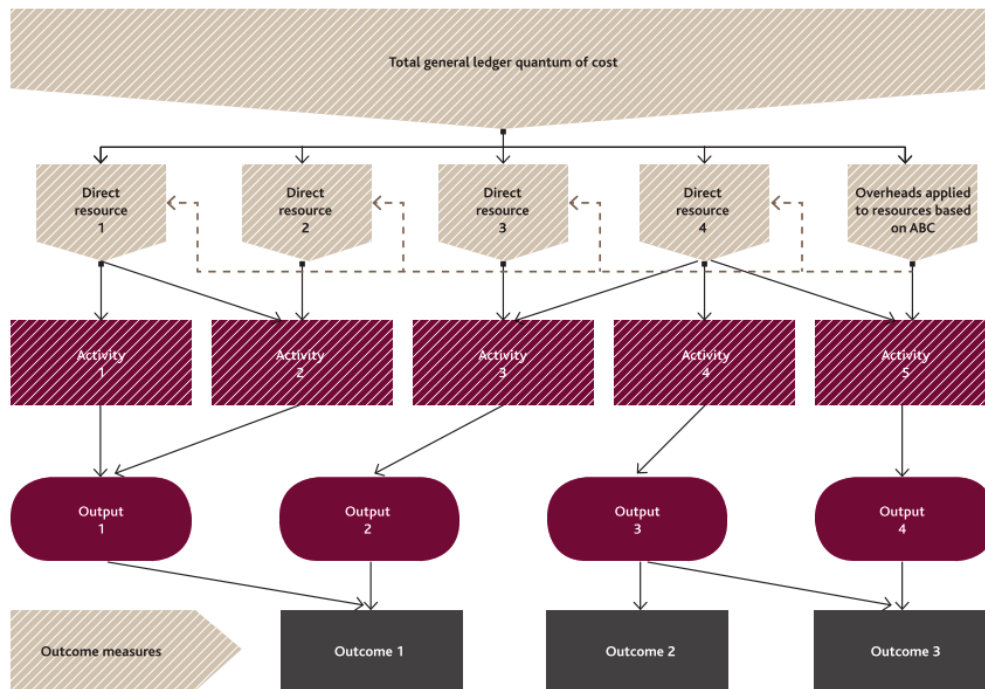 Total general ledger quantum of cost
Direct
resource
1
Direct
resource
2
Direct
resource
3
Direct
resource
4
Overheads applied
to resources based
on ABC
Activity
1
Activity
2
Activity
3
Activity
4
Activity
5
Output
1
Output
2
Output
3
Output
4
Outcome measures
Outcome 1
Outcome 2
Outcome 3